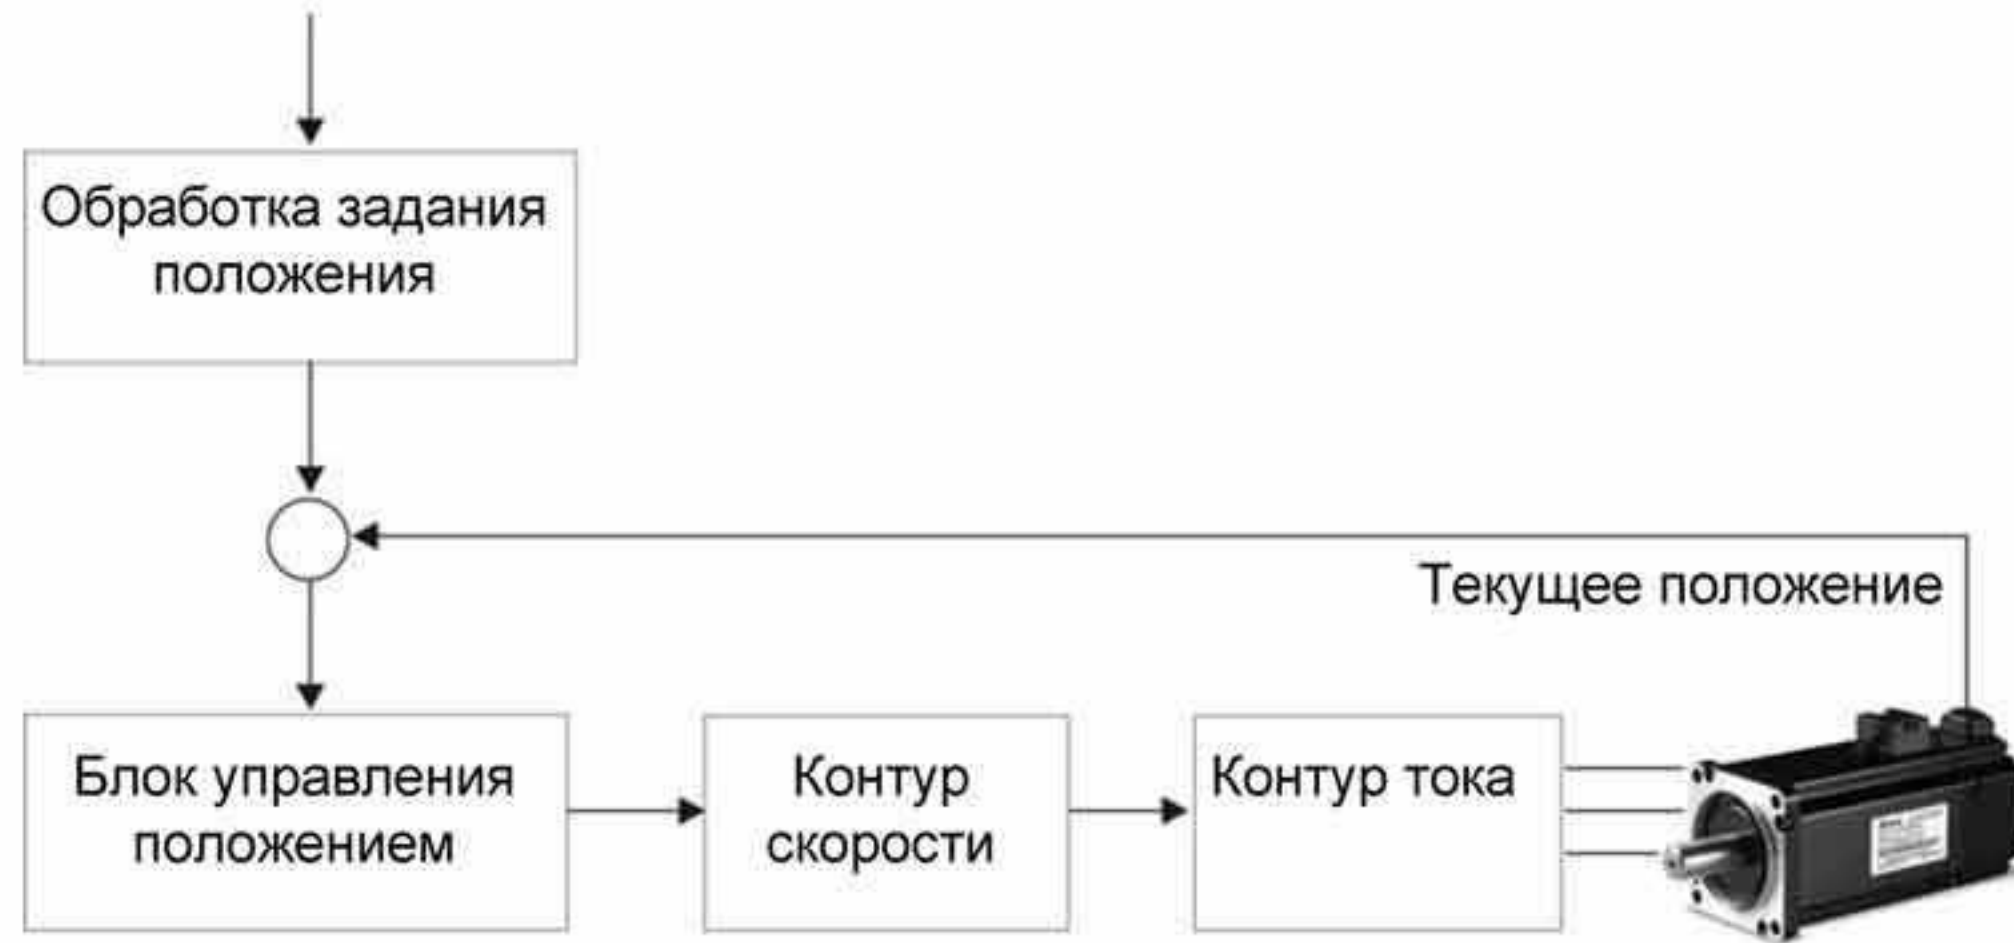 Обработка задания
положения
Текущее положение
Блок управления
положением
Контур
скорости
Контур тока